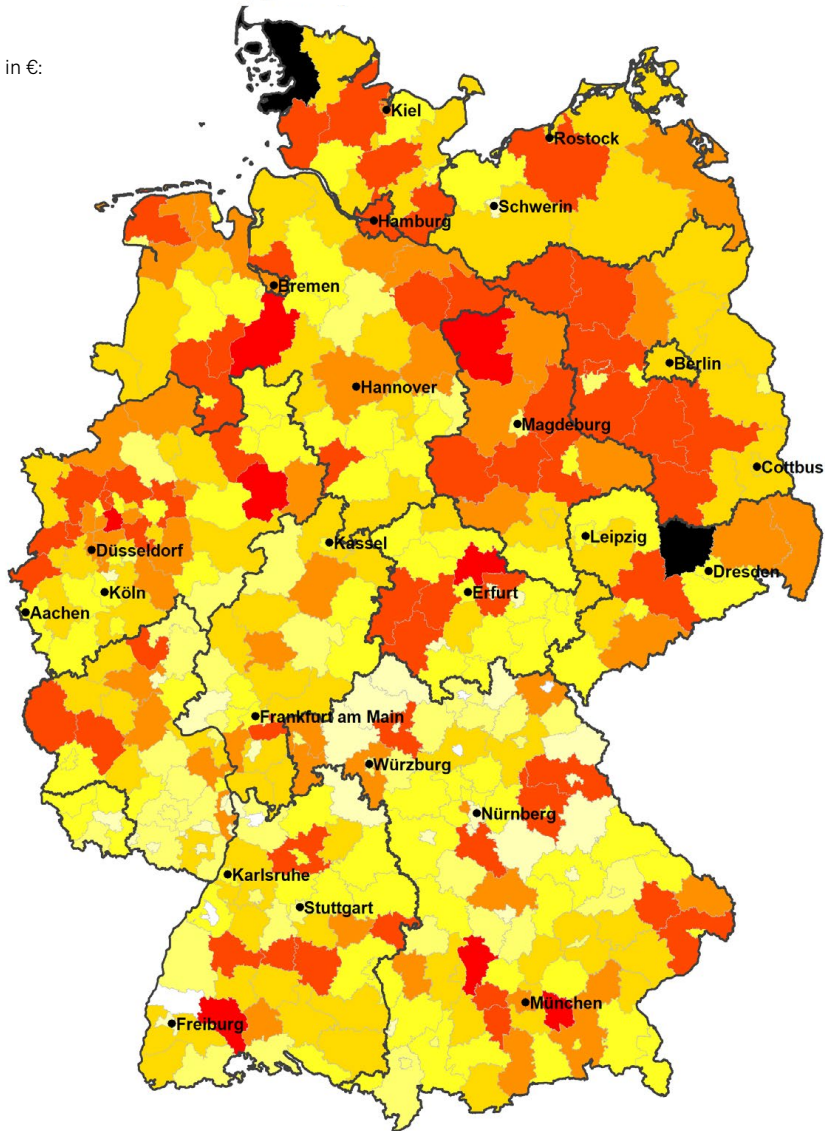 in €:
Kiel
Rostock
Schwerin
Hamburg
Bremen
Berlin
Hannover
Magdeburg
Cottbus
Leipzig
Kassel
Düsseldorf
Dresden
Köln
Erfurt
Aachen
Frankfurt am Main
Würzburg
Nürnberg
Karlsruhe
Stuttgart
München
Freiburg